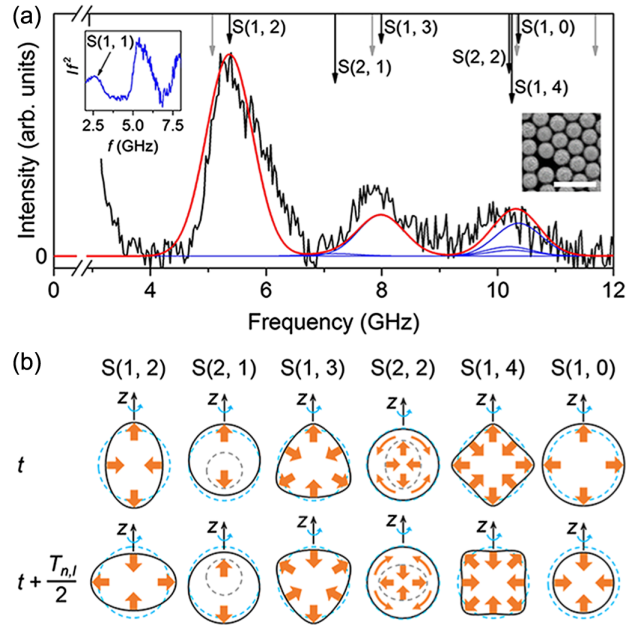 (a)
S(1, 2)
S(1, 3)
S(1, 0)
S(1, 1)
S(2, 1)
S(2, 2)
S(1, 4)
If²
2.5 5.0 7.5
f (GHz)
Intensity (arb. units)
0
0 4 6 8 10 12
Frequency (GHz)
(b)
S(1, 2) S(2, 1) S(1, 3) S(2, 2) S(1, 4) S(1, 0)
z z z z z z
t
z z z z z z
t + Tn,l
2